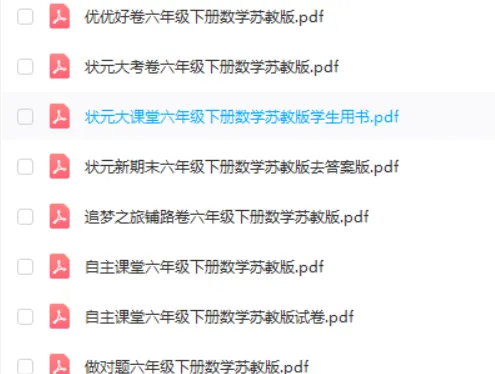 优优好卷六年级下册数学苏教版.pdf
状元大考卷六年级下册数学苏教版.pdf
状元大课堂六年级下册数学苏教版学生用书.pdf
状元新期末六年级下册数学苏教版去答案版.pdf
追梦之旅铺路卷六年级下册数学苏教版.pdf
自主课堂六年级下册数学苏教版.pdf
自主课堂六年级下册数学苏教版试卷.pdf
做对题六年级下册数学苏教版.pdf